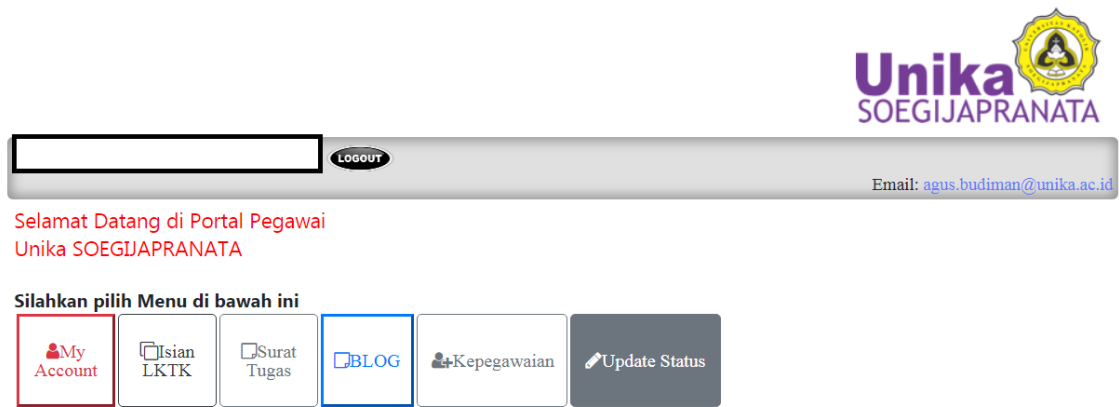 Unika
SOEGIJAPRANATA
LOGOUT
Email: agus.budiman@unika.ac.id
Selamat Datang di Portal Pegawai
Unika SOEGIJAPRANATA
Silahkan pilih Menu di bawah ini
My
Account
Isian
LKTK
Surat
Tugas
BLOG
Kepegawaian
Update Status